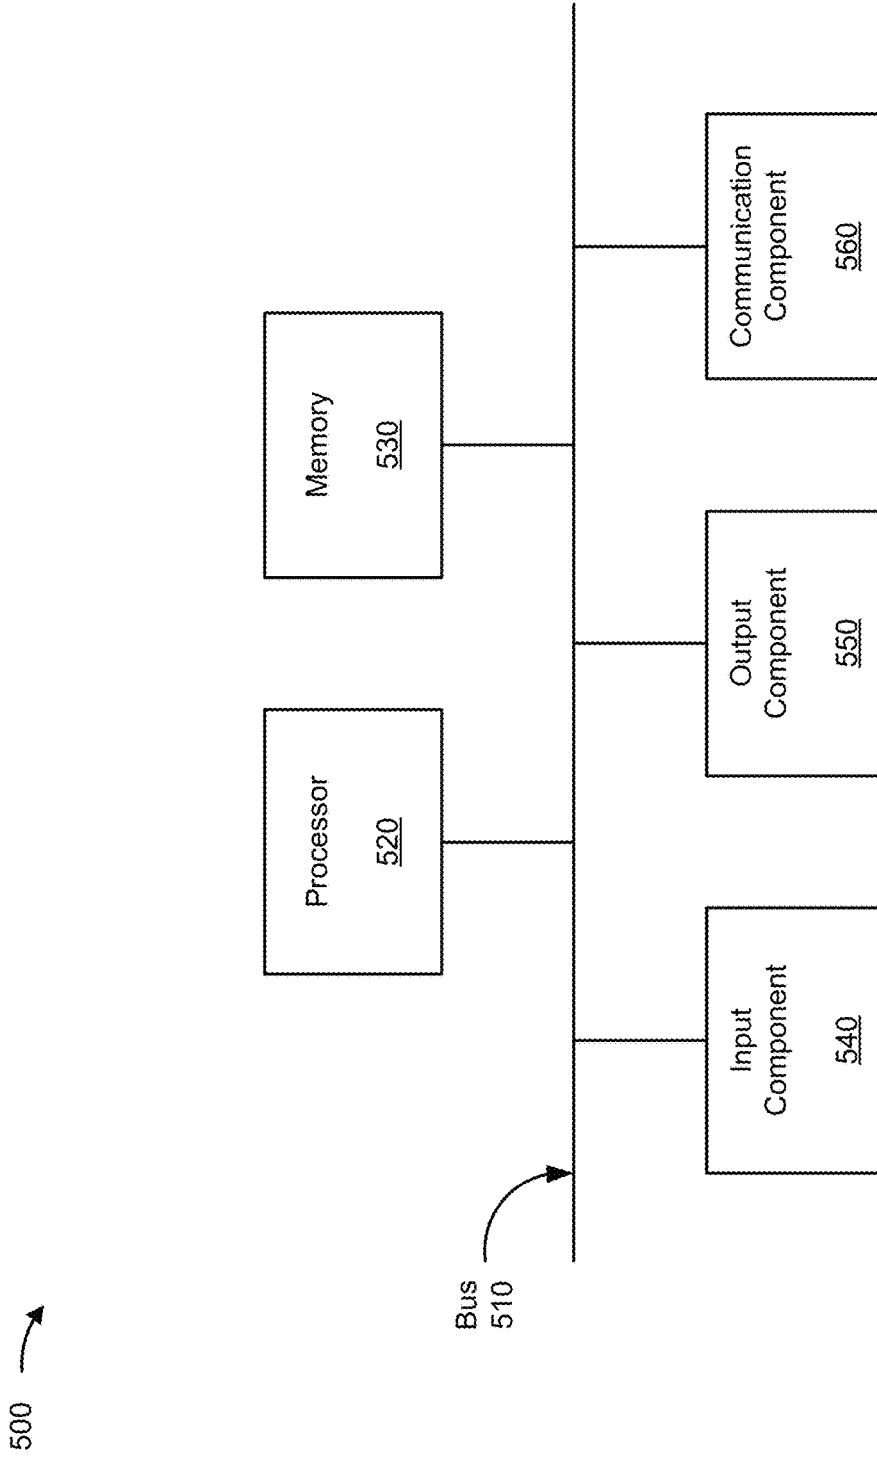 500
Processor
520
Memory
530
Bus
510
Input
Component
540
Output
Component
550
Communication
Component
560